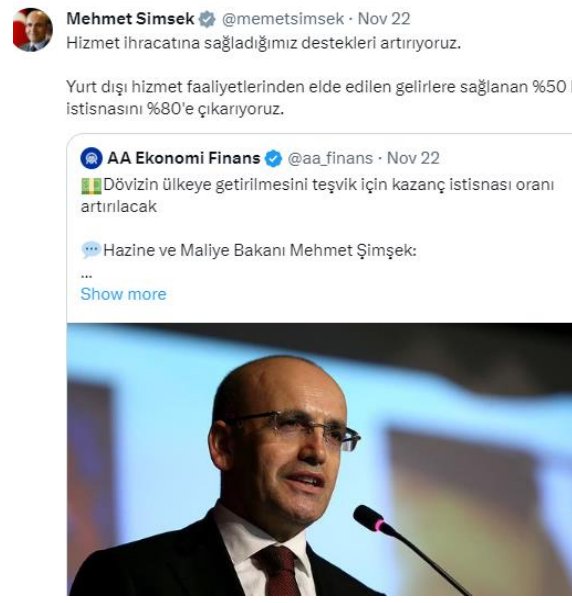 Mehmet Simsek @memetsimsek · Nov 22
Hizmet ihracatına sağladığımız destekleri artırıyoruz.
Yurt dışı hizmet faaliyetlerinden elde edilen gelirlere sağlanan %50
istisnasını %80'e çıkarıyoruz.
AA Ekonomi Finans @aa_finans · Nov 22
💵Dövizin ülkeye getirilmesini teşvik için kazanç istisnası oranı
artırılacak
💬Hazine ve Maliye Bakanı Mehmet Şimşek:
...
Show more